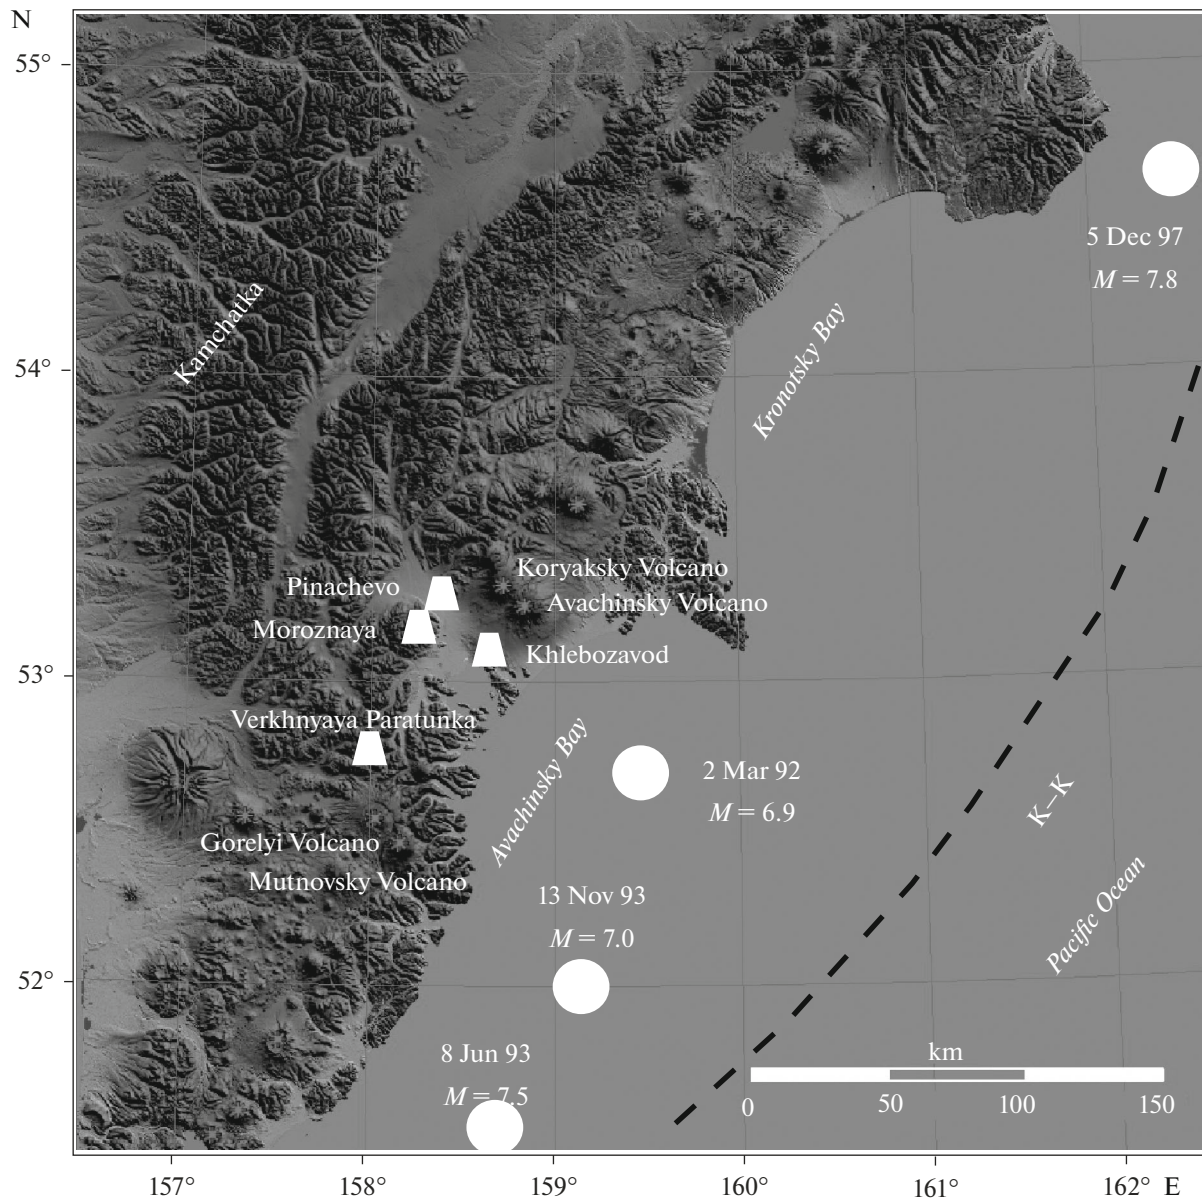 N
55°
5 Dec 97
M = 7.8
Kamchatka
Kronotsky Bay
54°
Koryaksky Volcano
Pinachevo
Avachinsky Volcano
Moroznaya
Khlebozavod
53°
Verkhnyaya Paratunka
Avachinsky Bay
2 Mar 92
M = 6.9
K–K
Gorelyi Volcano
Mutnovsky Volcano
13 Nov 93
M = 7.0
Pacific Ocean
52°
8 Jun 93
M = 7.5
km
0 50 100 150
157° 158° 159° 160° 161° 162° E